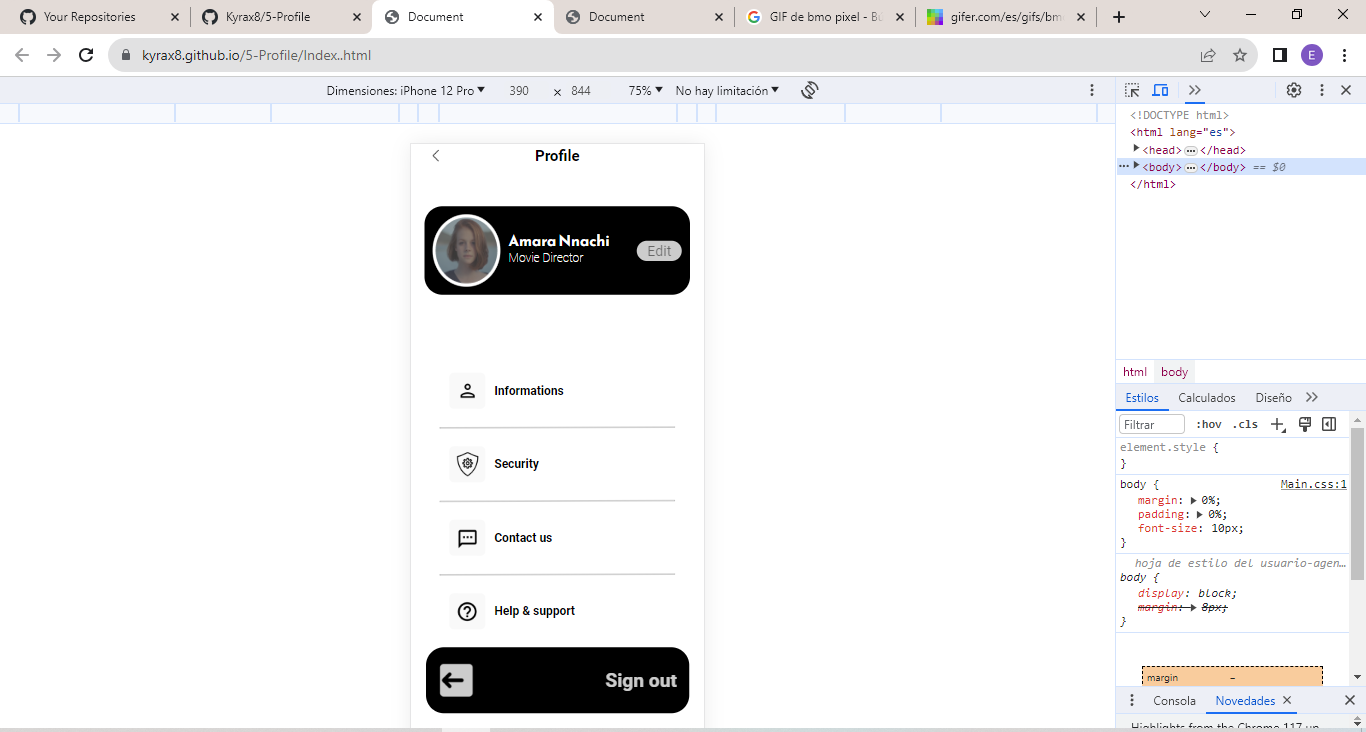 Your Repositories
Kyrax8/5-Profile
Document
Document
GIF de bmo pixel - Bú
gifer.com/es/gifs/bm
E
kyrax8.github.io/5-Profile/Index..html
Dimensiones: iPhone 12 Pro ▼ 390 × 844 75% ▼ No hay limitación ▼
Profile
Amara Nnachi
Movie Director
Edit
Informations
Security
Contact us
Help & support
Sign out
<!DOCTYPE html>
<html lang="es">
<head> ⋯ </head>
<body> ⋯ </body> == $0
</html>
html body
Estilos Calculados Diseño
Filtrar :hov .cls
element.style {
}
body { Main.css:1
margin: ▶ 0%;
padding: ▶ 0%;
font-size: 10px;
}
hoja de estilo del usuario-agen…
body {
display: block;
margin: ▶ 8px;
}
margin –
Consola Novedades
Highlights from the Chrome 117 up